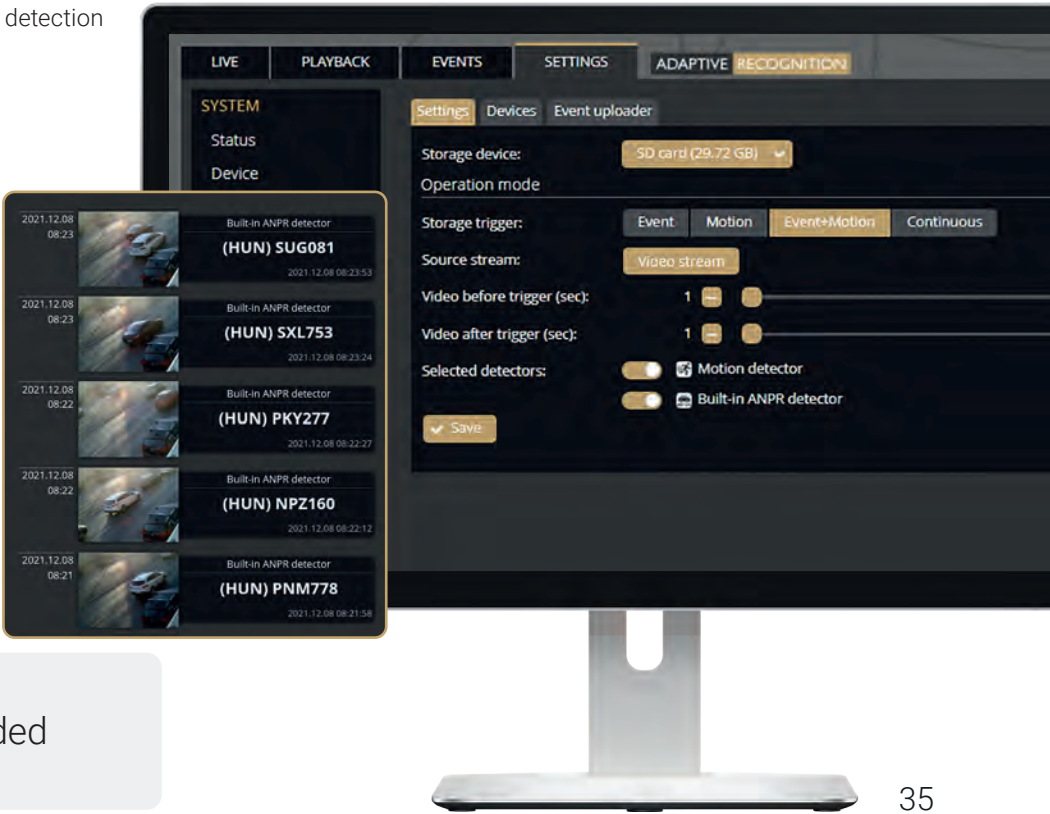 detection
LIVE PLAYBACK EVENTS SETTINGS ADAPTIVE RECOGNITION
SYSTEM
Status
Device
Settings Devices Event uploader
Storage device: SD card (29.72 GB)
Operation mode
Storage trigger: Event Motion Event+Motion Continuous
Source stream: Video stream
Video before trigger (sec): 1
Video after trigger (sec): 1
Selected detectors: Motion detector
Built-in ANPR detector
Save
2021.12.08
08:23
Built-in ANPR detector
(HUN) SUG081
2021.12.08 08:23:53
2021.12.08
08:23
Built-in ANPR detector
(HUN) SXL753
2021.12.08 08:23:24
2021.12.08
08:22
Built-in ANPR detector
(HUN) PKY277
2021.12.08 08:22:27
2021.12.08
08:22
Built-in ANPR detector
(HUN) NPZ160
2021.12.08 08:22:12
2021.12.08
08:21
Built-in ANPR detector
(HUN) PNM778
2021.12.08 08:21:58
ded
35